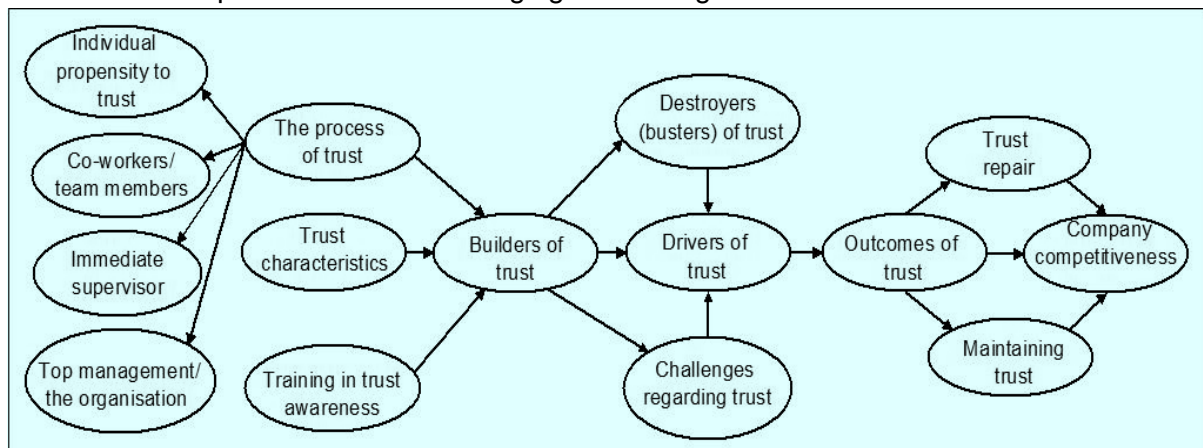 Individual
propensity to
trust
Co-workers/
team members
Immediate
supervisor
Top management/
the organisation
The process
of trust
Trust
characteristics
Training in trust
awareness
Builders of
trust
Destroyers
(busters) of trust
Drivers of
trust
Challenges
regarding trust
Outcomes of
trust
Trust
repair
Company
competitiveness
Maintaining
trust